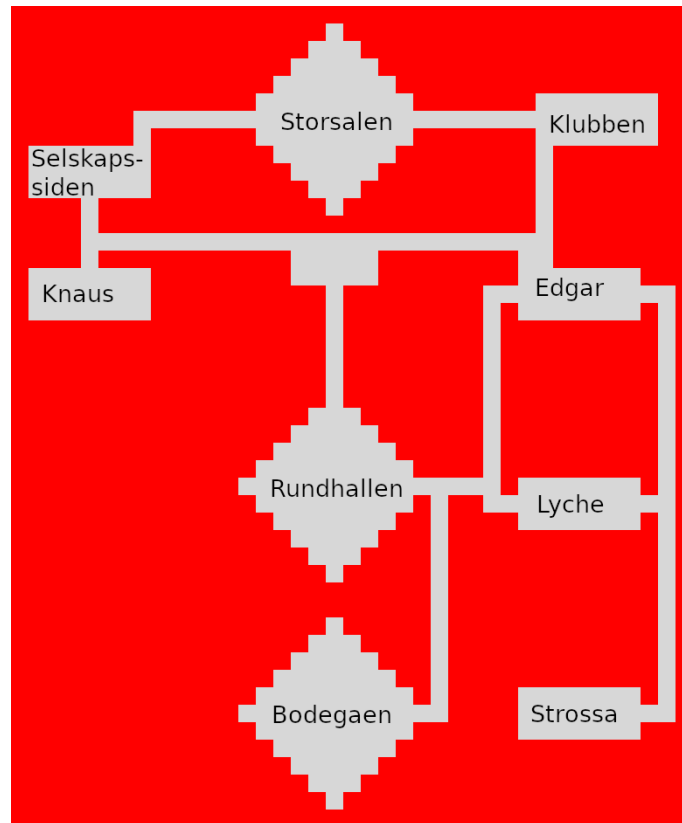 Storsalen
Klubben
Selskaps-
siden
Knaus
Edgar
Rundhallen
Lyche
Bodegaen
Strossa